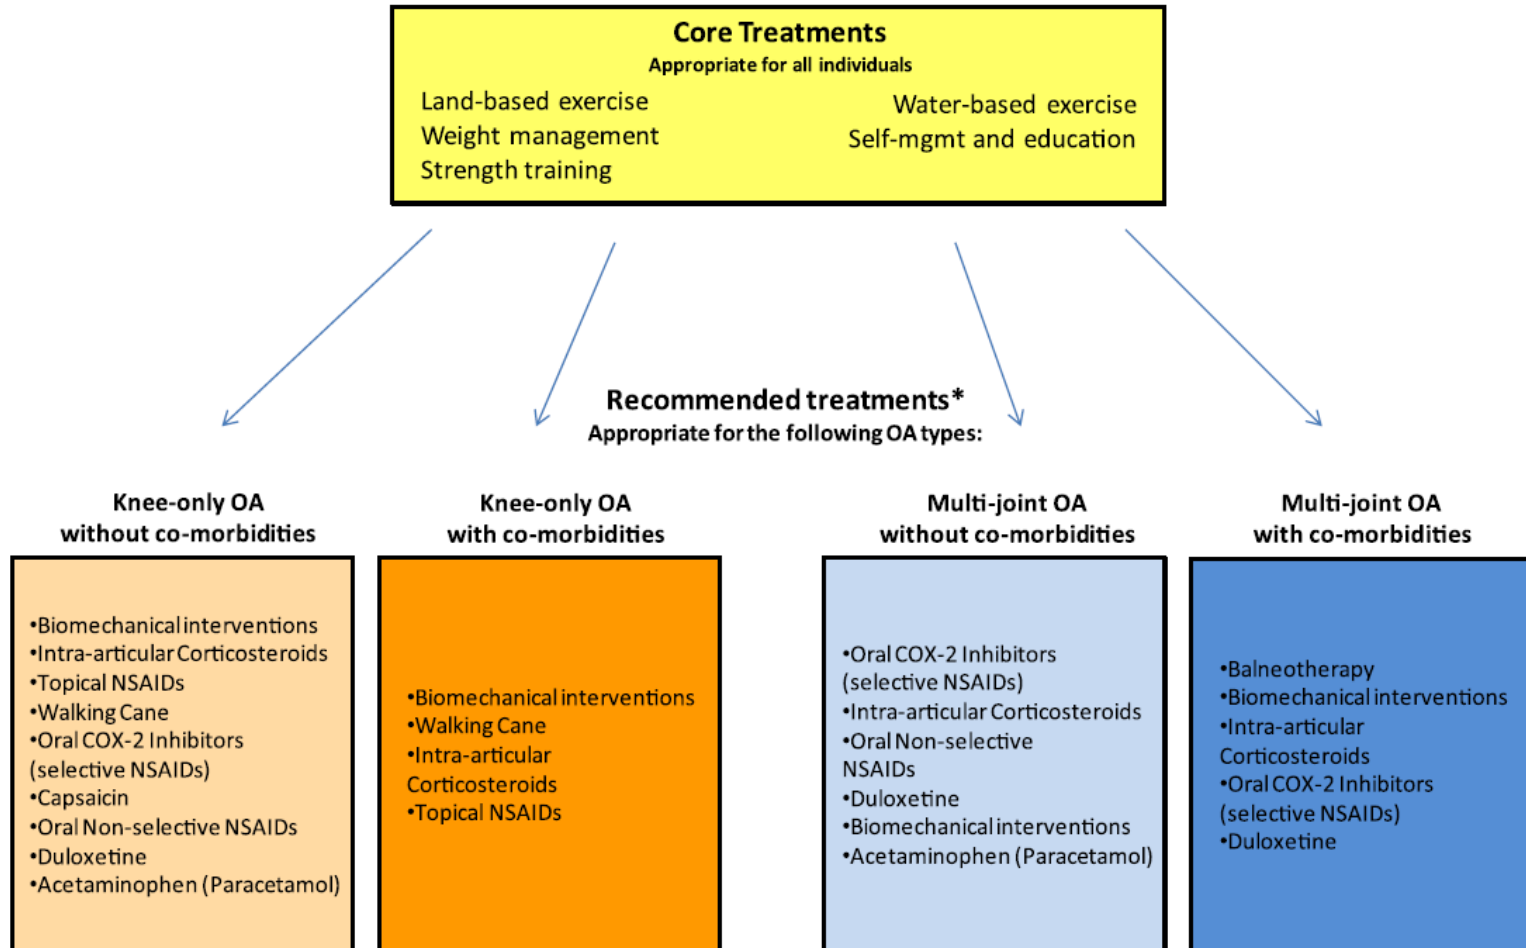 Core Treatments
Appropriate for all individuals
Land-based exercise
Weight management
Strength training
Water-based exercise
Self-mgmt and education
Recommended treatments*
Appropriate for the following OA types:
Knee-only OA
without co-morbidities
•Biomechanical interventions
•Intra-articular Corticosteroids
•Topical NSAIDs
•Walking Cane
•Oral COX-2 Inhibitors
(selective NSAIDs)
•Capsaicin
•Oral Non-selective NSAIDs
•Duloxetine
•Acetaminophen (Paracetamol)
Knee-only OA
with co-morbidities
•Biomechanical interventions
•Walking Cane
•Intra-articular
Corticosteroids
•Topical NSAIDs
Multi-joint OA
without co-morbidities
•Oral COX-2 Inhibitors
(selective NSAIDs)
•Intra-articular Corticosteroids
•Oral Non-selective
NSAIDs
•Duloxetine
•Biomechanical interventions
•Acetaminophen (Paracetamol)
Multi-joint OA
with co-morbidities
•Balneotherapy
•Biomechanical interventions
•Intra-articular
Corticosteroids
•Oral COX-2 Inhibitors
(selective NSAIDs)
•Duloxetine